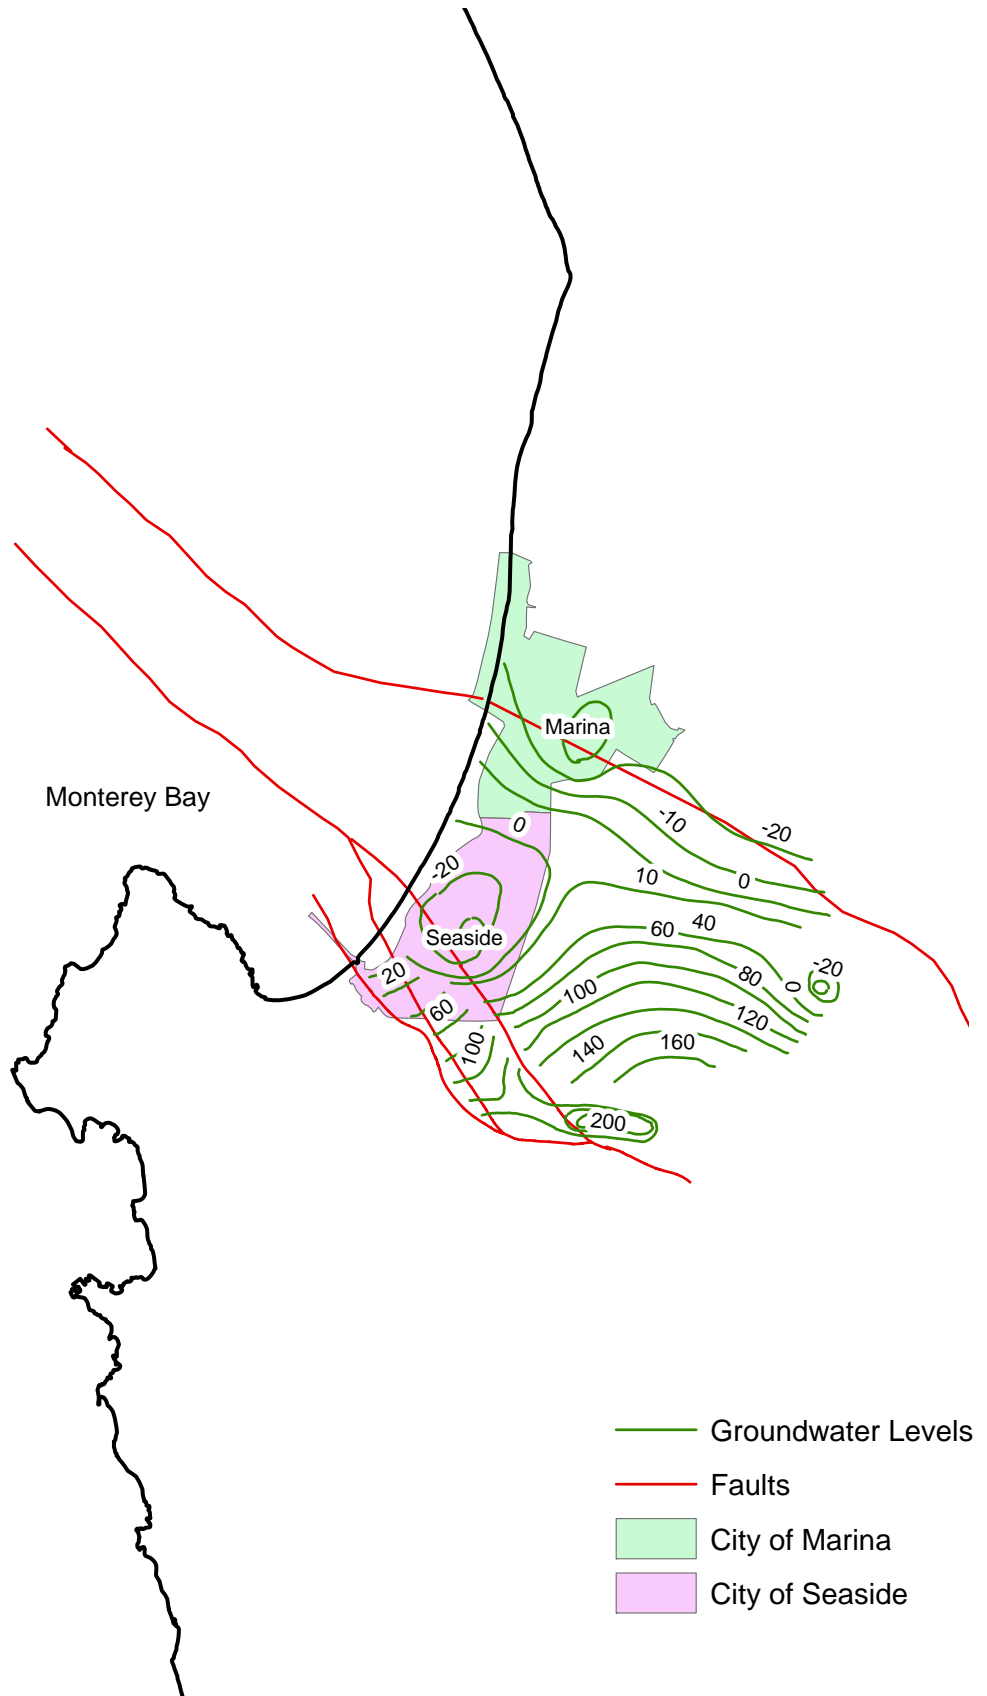 Marina
Monterey Bay
-10
0
-20
-20
10
0
40
60
Seaside
-20
20
80
0
100
60
120
100
140
160
200
Groundwater Levels
Faults
City of Marina
City of Seaside